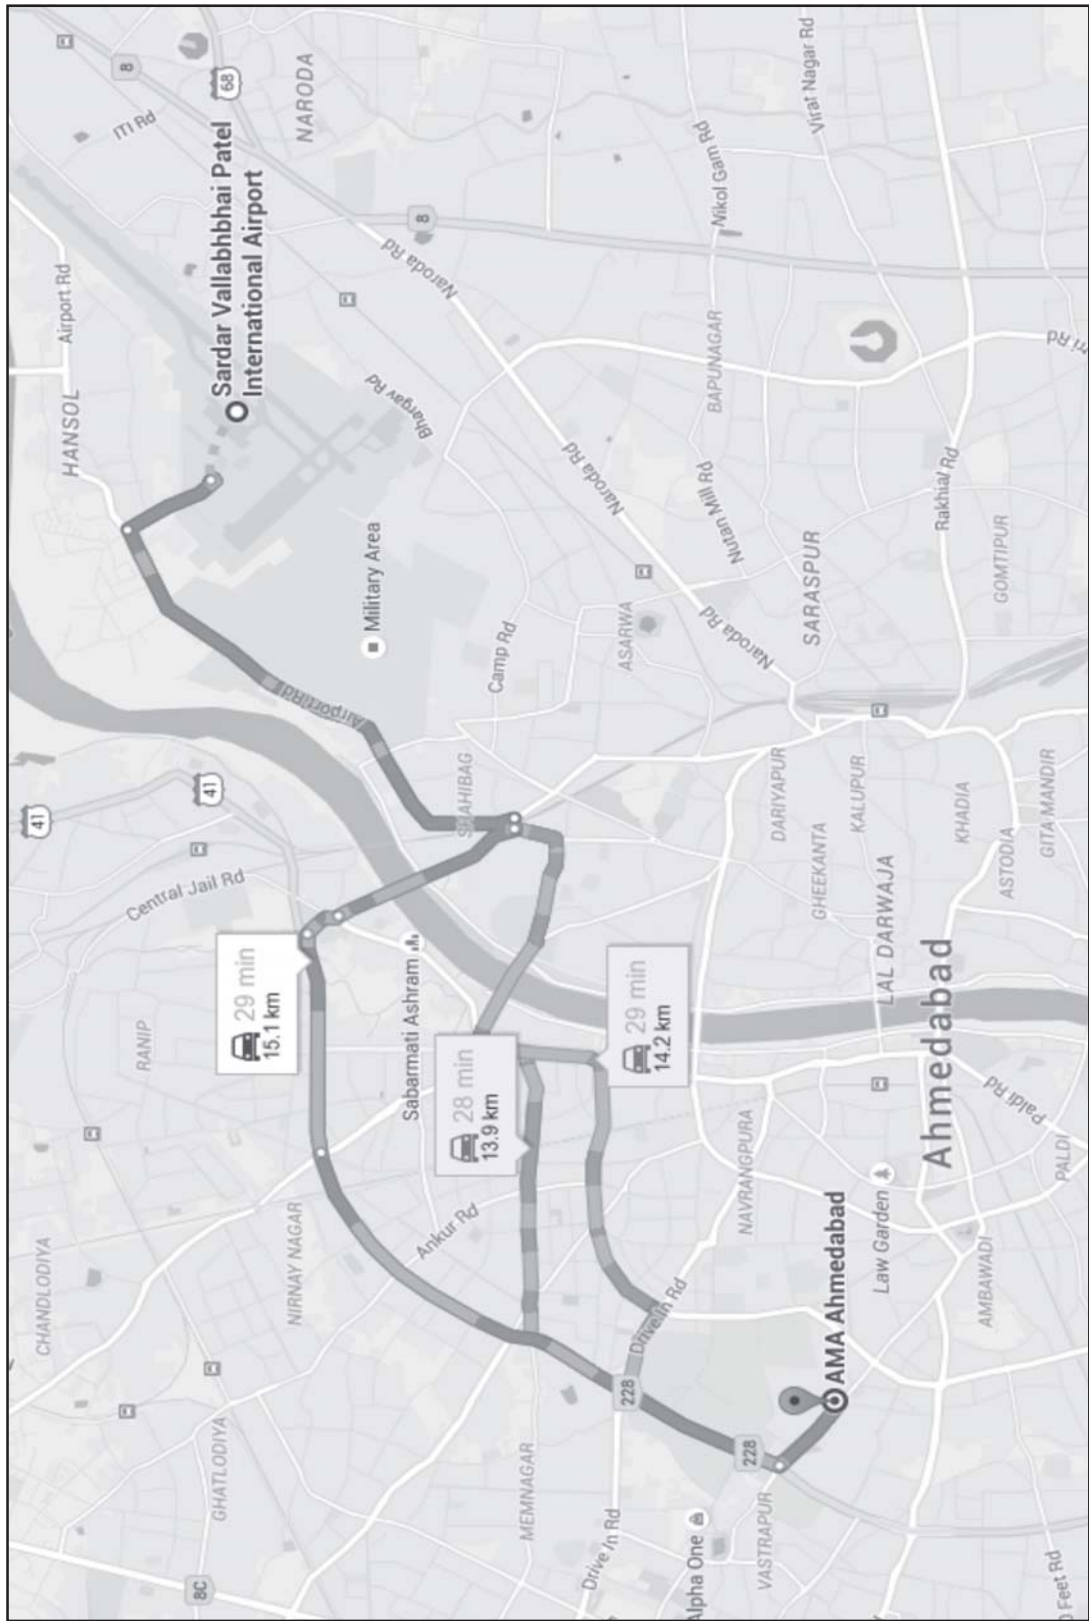 CHANDLODIYA
GHATLODIYA
8C
NIRNAY NAGAR
RANIP
Central Jail Rd
41
41
HANSOL
Airport Rd
ITI Rd
8
68
NARODA
Sardar Vallabhbhai Patel
International Airport
29 min
15.1 km
Airport Rd
Military Area
Bhargav Rd
Naroda Rd
8
Sabarmati Ashram
SHAHIBAG
Camp Rd
Ankur Rd
28 min
13.9 km
MEMNAGAR
Naroda Rd
ASARWA
Drive In Rd
228
Drive In Rd
29 min
14.2 km
Nutan Mill Rd
BAPUNAGAR
Nikol Gam Rd
Naroda Rd
Alpha One
VASTRAPUR
228
NAVRANGPURA
DARIYAPUR
SARASPUR
Virat Nagar Rd
AMA Ahmedabad
GHEEKANTA
KALUPUR
Law Garden
LAL DARWAJA
Ahmedabad
KHADIA
Rakhial Rd
AMBAWADI
Paldi Rd
ASTODIA
GOMTIPUR
PALDI
GITA MANDIR
Feet Rd